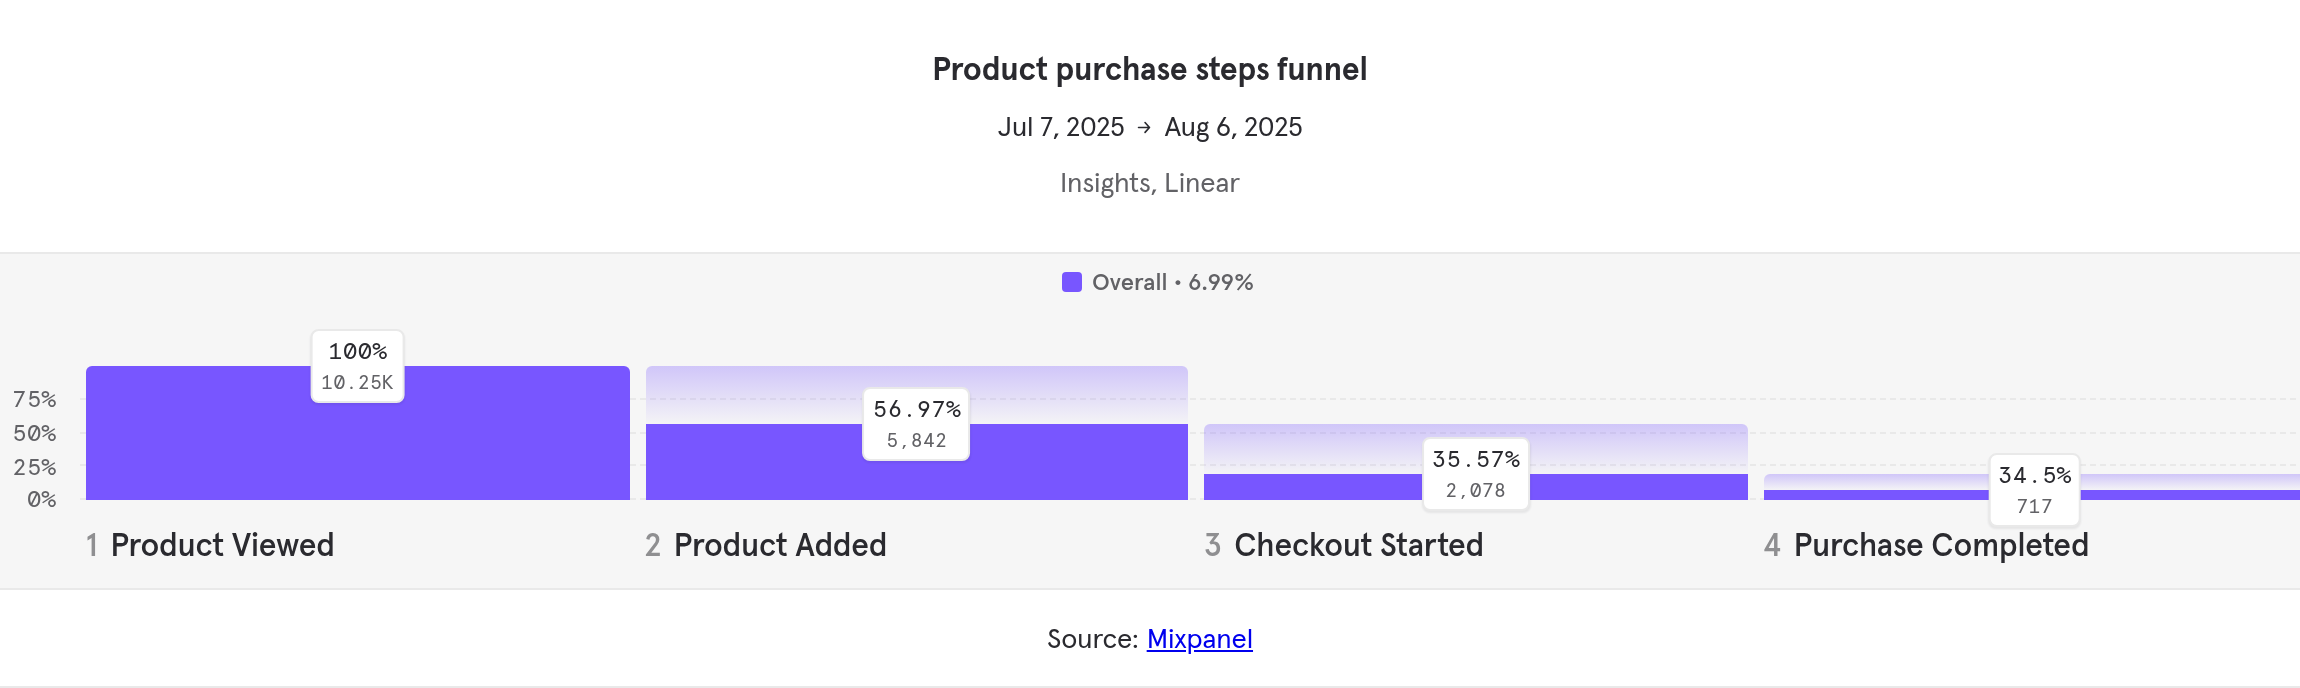 Product purchase steps funnel
Jul 7, 2025 → Aug 6, 2025
Insights, Linear
Overall • 6.99%
75%
50%
25%
0%
100%
10.25K
56.97%
5,842
35.57%
2,078
34.5%
717
1 Product Viewed
2 Product Added
3 Checkout Started
4 Purchase Completed
Source: Mixpanel